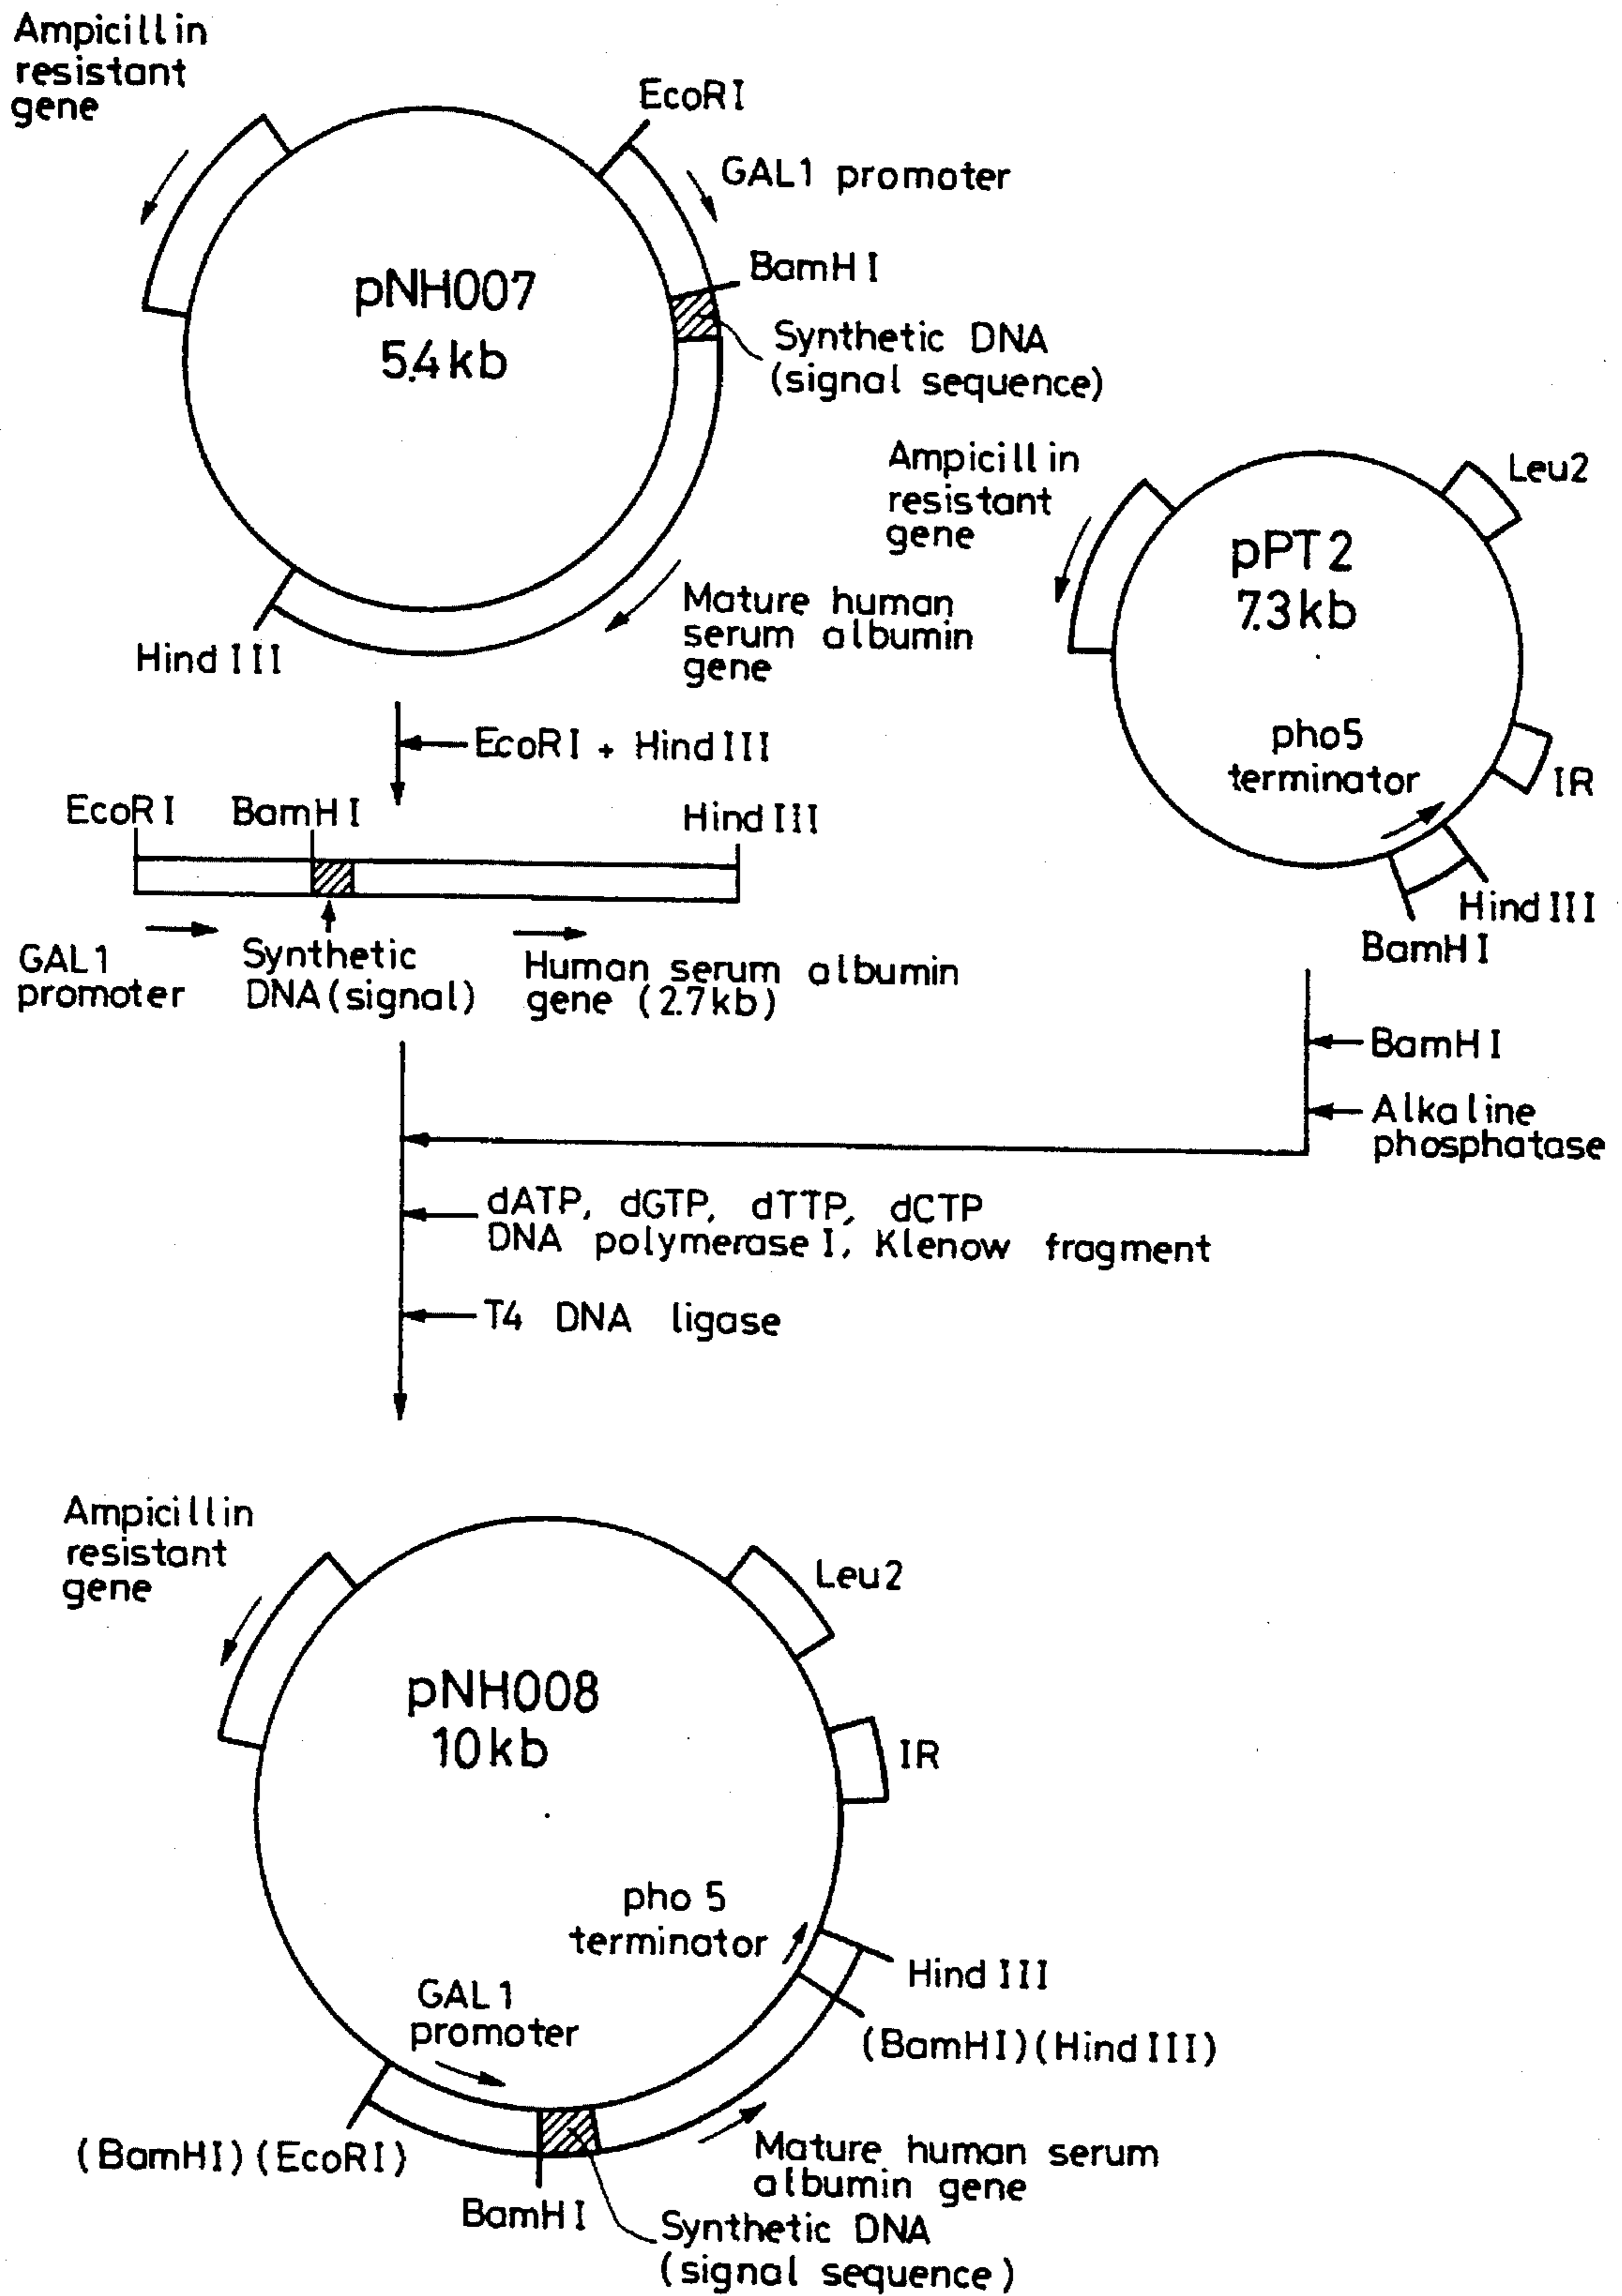 Ampicillin
resistant
gene
EcoRI
GAL1 promoter
BamHI
pNH007
5.4kb
Synthetic DNA
(signal sequence)
Mature human
serum albumin
gene
Hind III
Ampicillin
resistant
gene
Leu2
pPT2
7.3kb
pho5
terminator
IR
Hind III
BamHI
EcoRI + Hind III
EcoRI BamHI Hind III
GAL1
promoter
Synthetic
DNA (signal)
Human serum albumin
gene (2.7kb)
BamHI
Alkaline
phosphatase
dATP, dGTP, dTTP, dCTP
DNA polymerase I, Klenow fragment
T4 DNA ligase
Ampicillin
resistant
gene
Leu2
pNH008
10kb
IR
pho 5
terminator
Hind III
GAL1
promoter
(BamHI)(Hind III)
(BamHI)(EcoRI)
Mature human serum
albumin gene
BamHI
Synthetic DNA
(signal sequence)